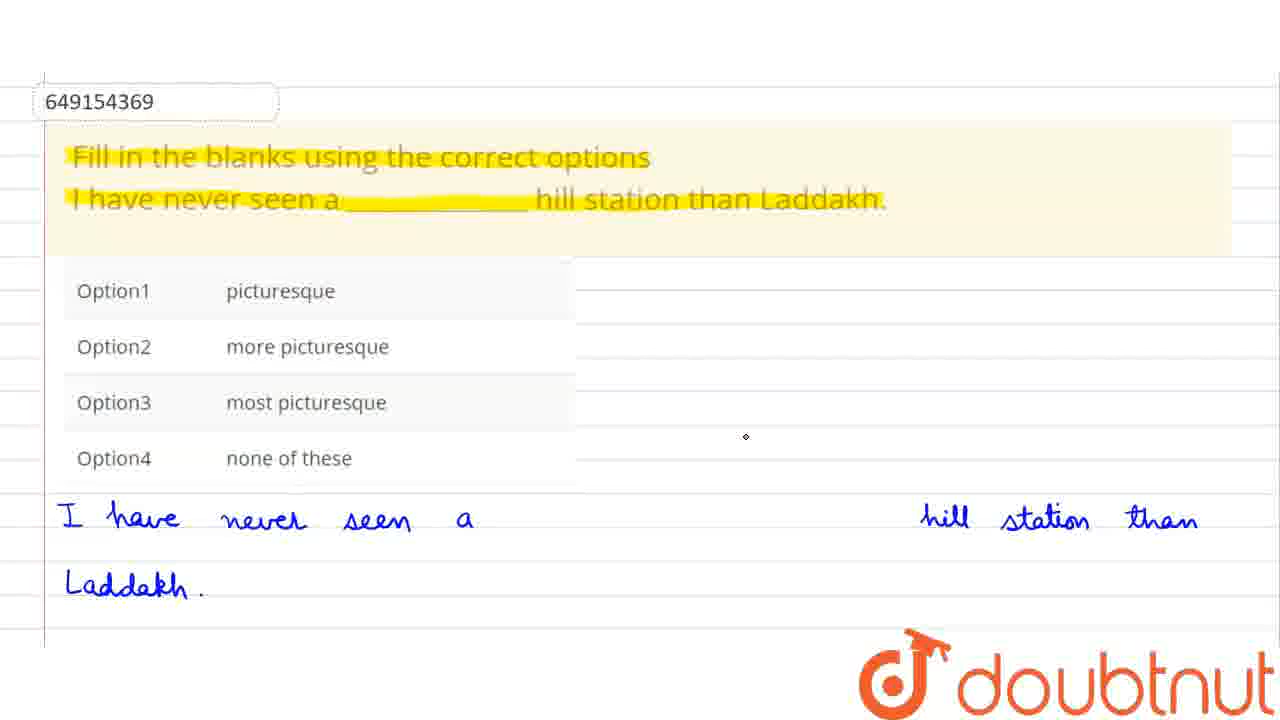 649154369
Fill in the blanks using the correct options
I have never seen a ____________ hill station than Laddakh.
Option1 picturesque
Option2 more picturesque
Option3 most picturesque
Option4 none of these
I have never seen a hill station than
Laddakh.
doubtnut